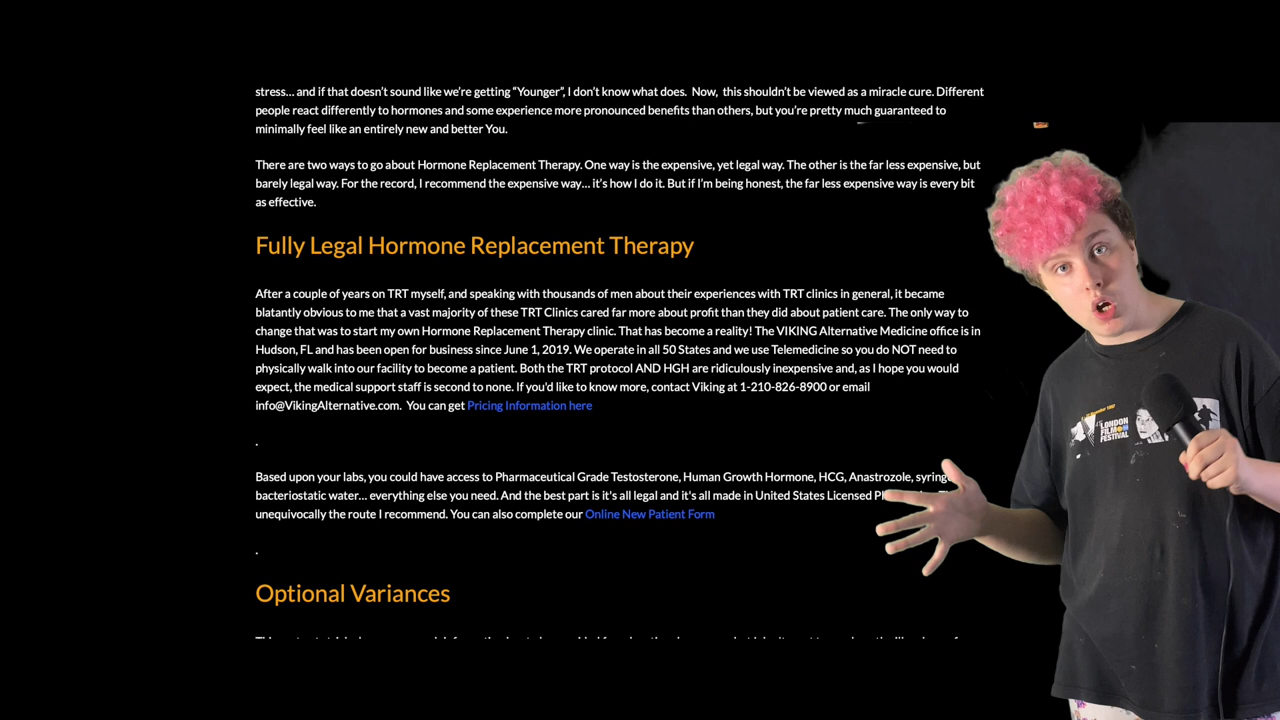 stress… and if that doesn’t sound like we’re getting “Younger”, I don’t know what does.  Now,  this shouldn’t be viewed as a miracle cure. Different
people react differently to hormones and some experience more pronounced benefits than others, but you’re pretty much guaranteed to
minimally feel like an entirely new and better You.
There are two ways to go about Hormone Replacement Therapy. One way is the expensive, yet legal way. The other is the far less expensive, but
barely legal way. For the record, I recommend the expensive way… it’s how I do it. But if I’m being honest, the far less expensive way is every bit
as effective.
Fully Legal Hormone Replacement Therapy
After a couple of years on TRT myself, and speaking with thousands of men about their experiences with TRT clinics in general, it became
blatantly obvious to me that a vast majority of these TRT Clinics cared far more about profit than they did about patient care. The only way to
change that was to start my own Hormone Replacement Therapy clinic. That has become a reality! The VIKING Alternative Medicine office is in
Hudson, FL and has been open for business since June 1, 2019. We operate in all 50 States and we use Telemedicine so you do NOT need to
physically walk into our facility to become a patient. Both the TRT protocol AND HGH are ridiculously inexpensive and, as I hope you would
expect, the medical support staff is second to none. If you'd like to know more, contact Viking at 1-210-826-8900 or email
info@VikingAlternative.com.  You can get Pricing Information here
.
Based upon your labs, you could have access to Pharmaceutical Grade Testosterone, Human Growth Hormone, HCG, Anastrozole,
bacteriostatic water… everything else you need. And the best part is it's all legal and it's all made in United States Licensed
unequivocally the route I recommend. You can also complete our Online New Patient Form
.
Optional Variances
LONDON
FILM
FESTIVAL